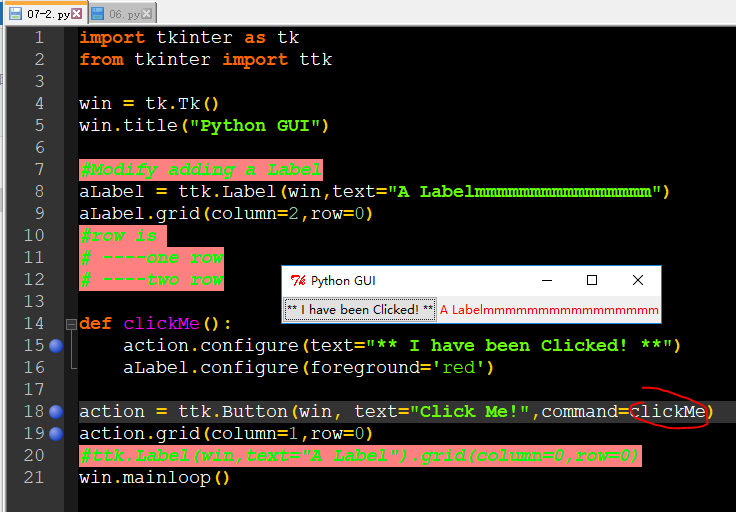 07-2.py 06.py
1 import tkinter as tk
2 from tkinter import ttk
3
4 win = tk.Tk()
5 win.title("Python GUI")
6
7 #Modify adding a Label
8 aLabel = ttk.Label(win,text="A Labelmmmmmmmmmmmmmmmm")
9 aLabel.grid(column=2,row=0)
10 #row is
11 # ----one row
12 # ----two row
Python GUI
** I have been Clicked! ** A Labelmmmmmmmmmmmmmmmm
13
14 def clickMe():
15 action.configure(text="** I have been Clicked! **")
16 aLabel.configure(foreground='red')
17
18 action = ttk.Button(win, text="Click Me!",command=clickMe)
19 action.grid(column=1,row=0)
20 #ttk.Label(win,text="A Label").grid(column=0,row=0)
21 win.mainloop()